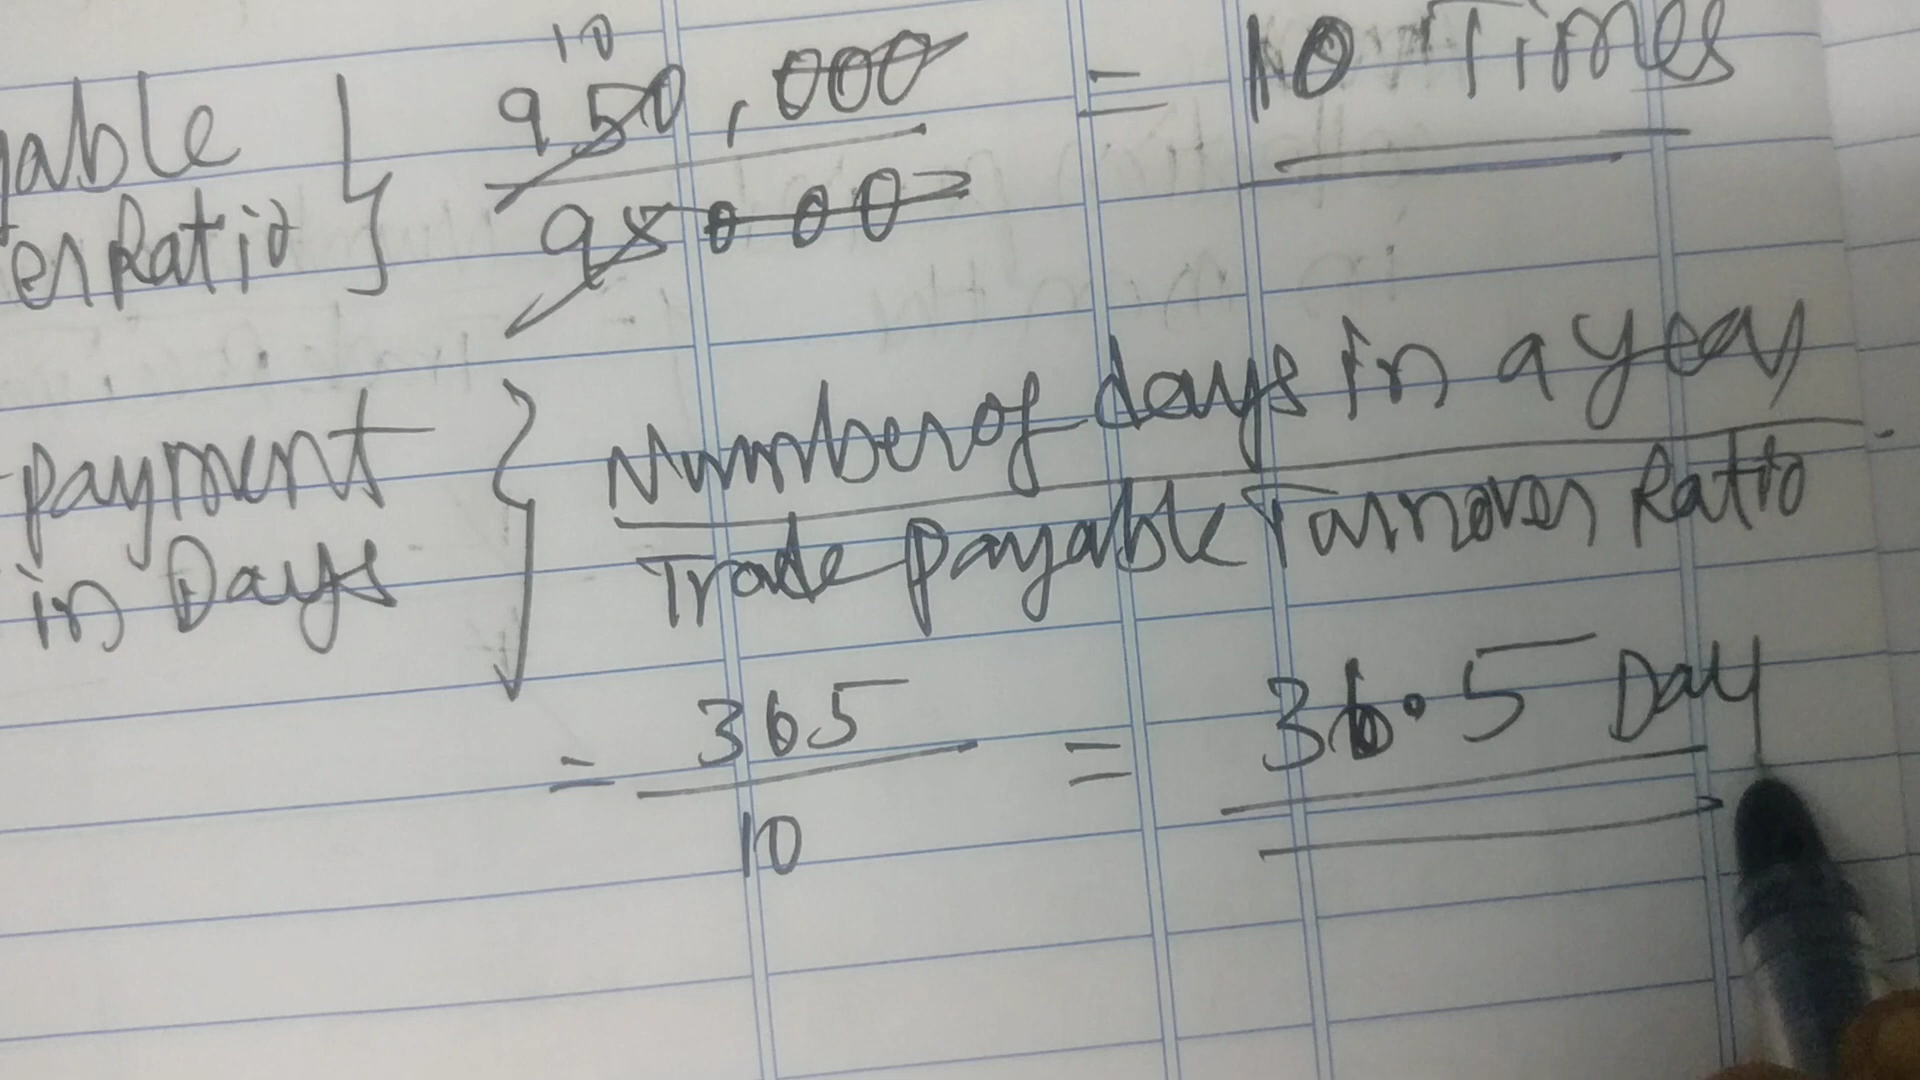 10
able } 950,000 = 10 Times
er Ratio 95000
payment } Number of days in a year
in Days Trade payable Turnover Ratio
= 365 = 36.5 Day
10